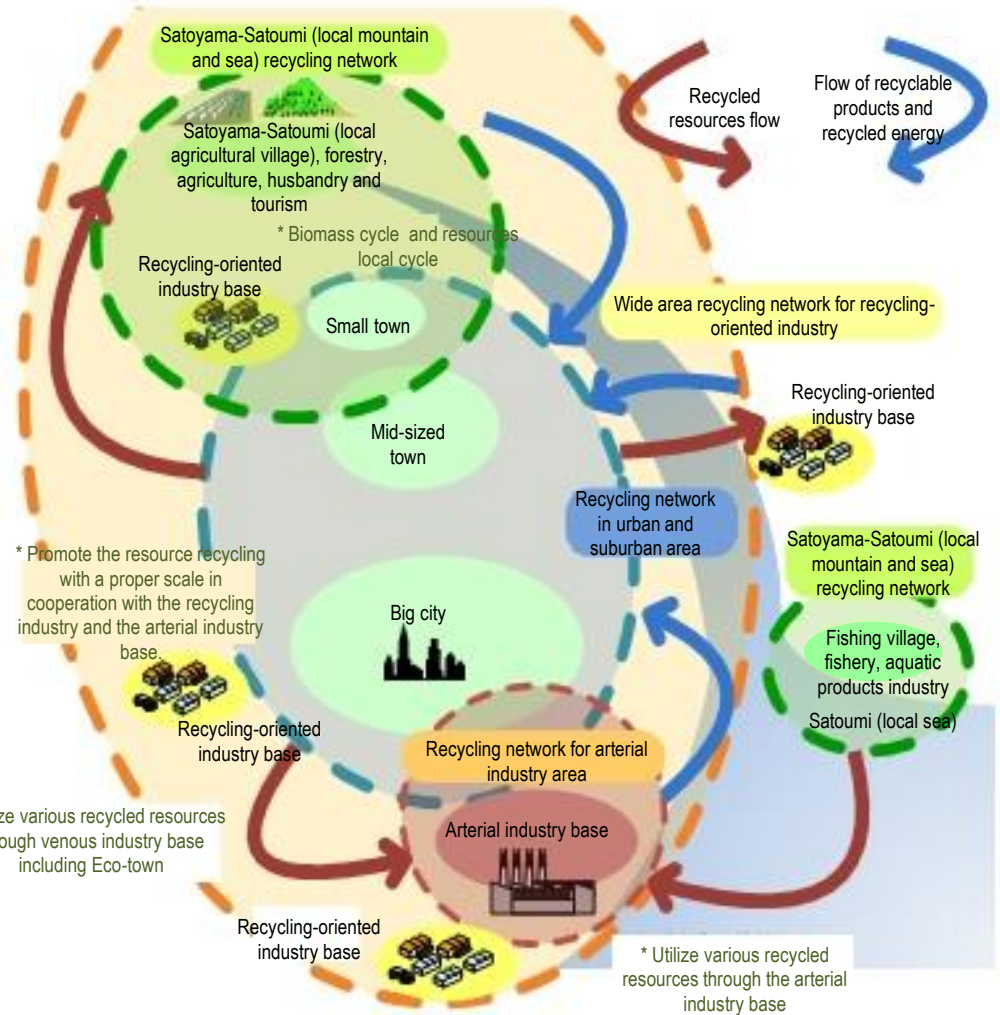 Satoyama-Satoumi (local mountain
and sea) recycling network
Recycled
resources flow
Flow of recyclable
products and
recycled energy
Satoyama-Satoumi (local
agricultural village), forestry,
agriculture, husbandry and
tourism
* Biomass cycle and resources
local cycle
Recycling-oriented
industry base
Small town
Wide area recycling network for recycling-
oriented industry
Mid-sized
town
Recycling-oriented
industry base
Recycling network
in urban and
suburban area
Satoyama-Satoumi (local
mountain and sea)
recycling network
* Promote the resource recycling
with a proper scale in
cooperation with the recycling
industry and the arterial industry
base.
Big city
Fishing village,
fishery, aquatic
products industry
Satoumi (local sea)
Recycling-oriented
industry base
Recycling network for arterial
industry area
ze various recycled resources
ough venous industry base
including Eco-town
Arterial industry base
Recycling-oriented
industry base
* Utilize various recycled
resources through the arterial
industry base